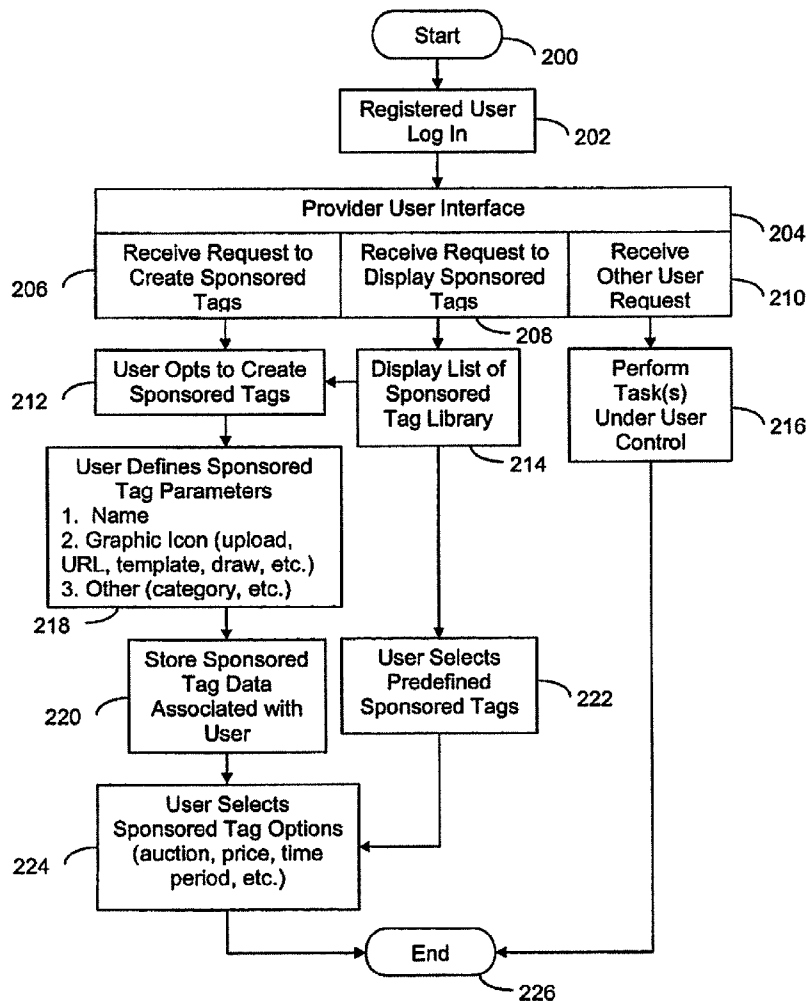 Start
200
Registered User
Log In
202
Provider User Interface
204
Receive Request to
Create Sponsored
Tags
206
Receive Request to
Display Sponsored
Tags
208
Receive
Other User
Request
210
User Opts to Create
Sponsored Tags
212
Display List of
Sponsored
Tag Library
214
Perform
Task(s)
Under User
Control
216
User Defines Sponsored
Tag Parameters
1. Name
2. Graphic Icon (upload,
URL, template, draw, etc.)
3. Other (category, etc.)
218
Store Sponsored
Tag Data
Associated with
User
220
User Selects
Predefined
Sponsored Tags
222
User Selects
Sponsored Tag Options
(auction, price, time
period, etc.)
224
End
226